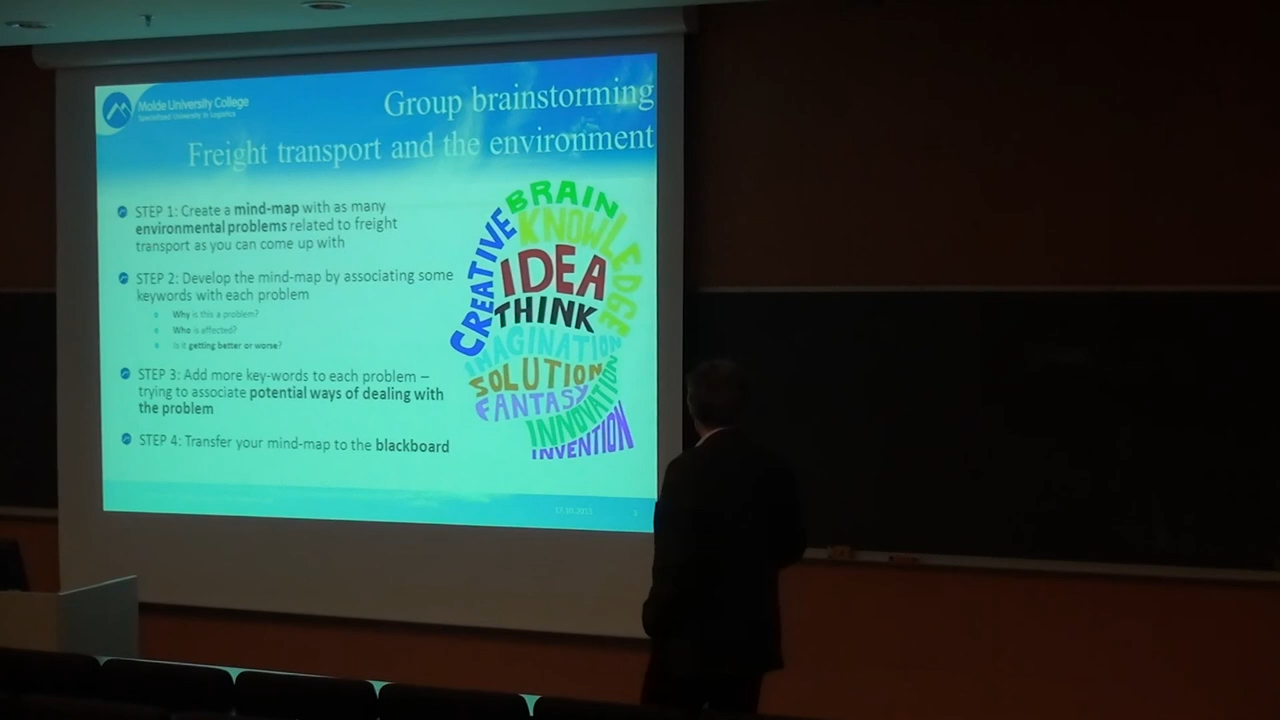 Molde University College
Specialized University in Logistics
Group brainstorming
Freight transport and the environment
STEP 1: Create a mind-map with as many
environmental problems related to freight
transport as you can come up with
STEP 2: Develop the mind-map by associating some
keywords with each problem
Why is this a problem?
Who is affected?
Is it getting better or worse?
STEP 3: Add more key-words to each problem –
trying to associate potential ways of dealing with
the problem
STEP 4: Transfer your mind-map to the blackboard
BRAIN
KNOWLEDGE
CREATIVE
IDEA
THINK
IMAGINATION
SOLUTION
FANTASY
INNOVATION
INVENTION